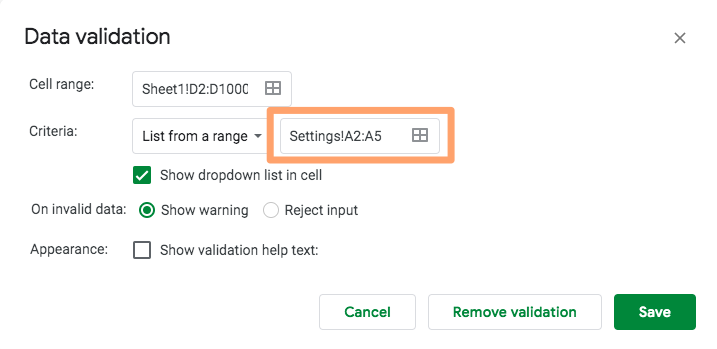 Data validation
Cell range: Sheet1!D2:D1000
Criteria: List from a range Settings!A2:A5
Show dropdown list in cell
On invalid data: Show warning Reject input
Appearance: Show validation help text:
Cancel Remove validation Save